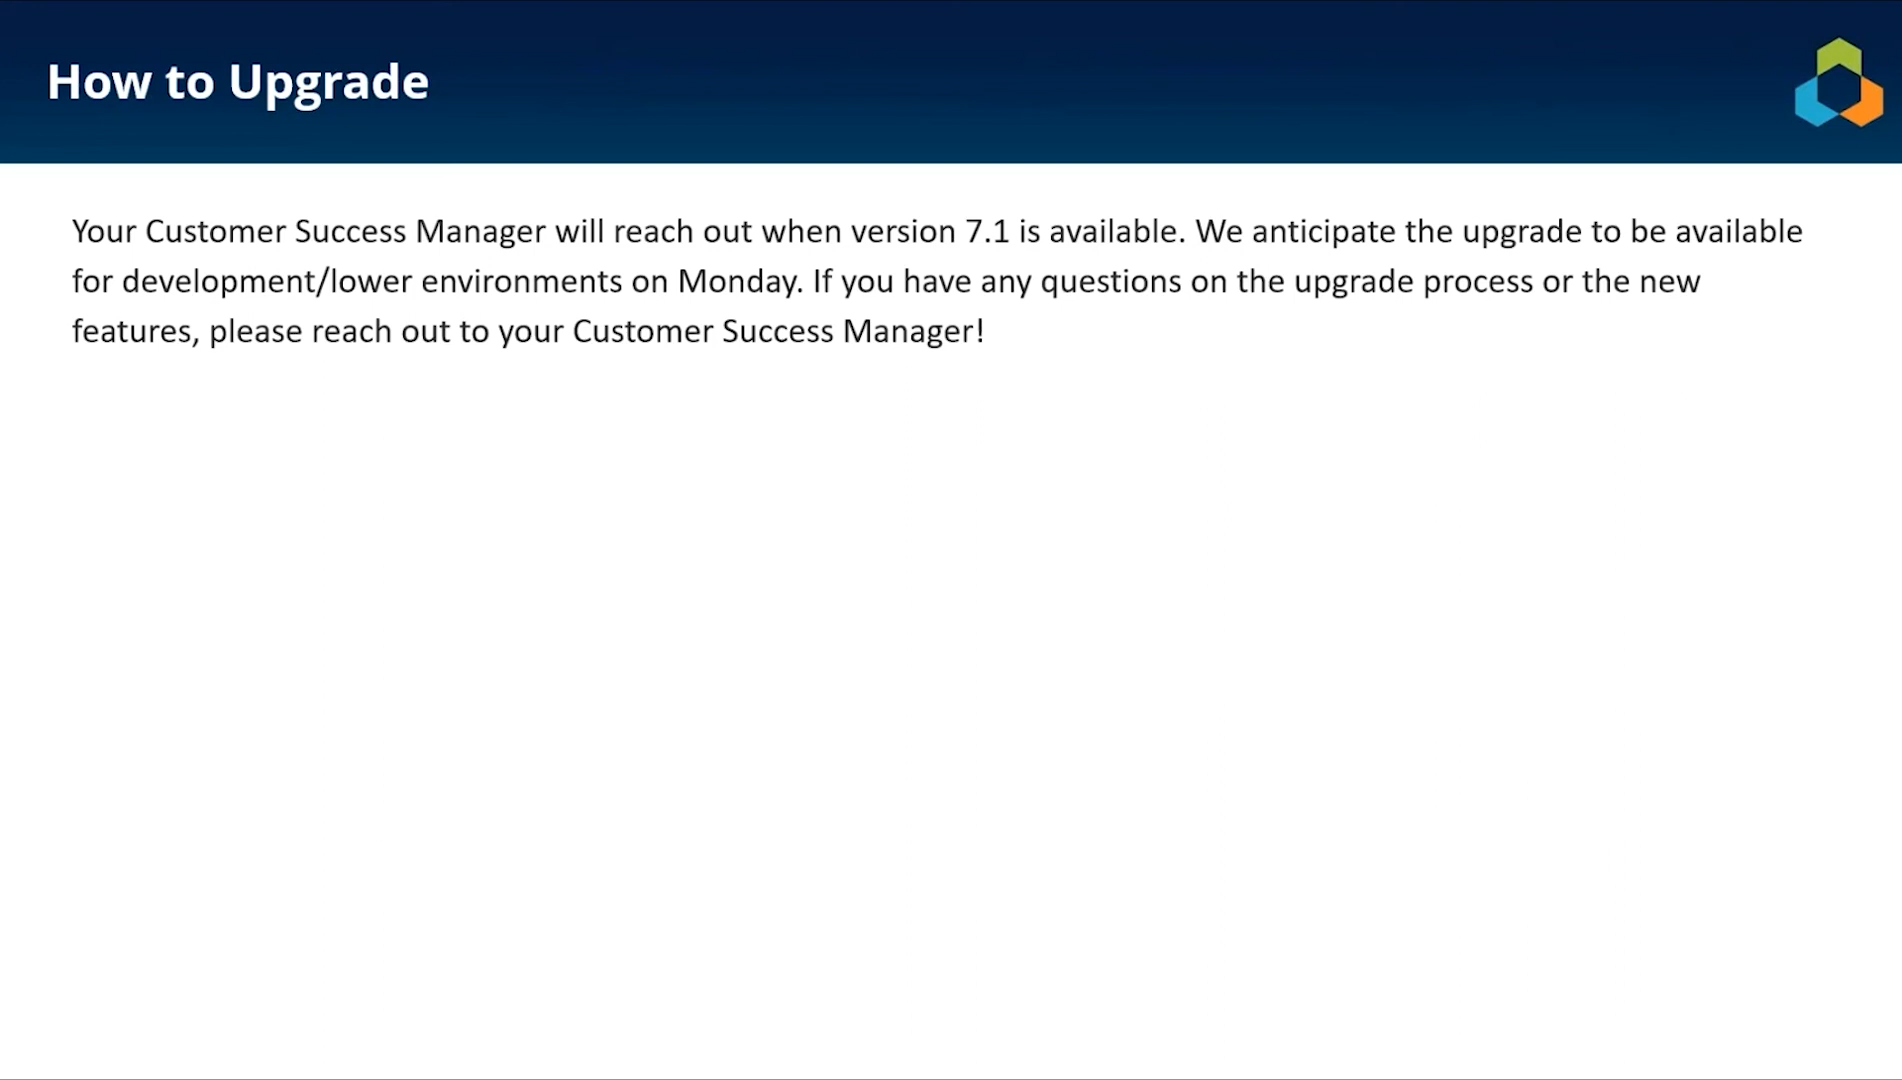 How to Upgrade
Your Customer Success Manager will reach out when version 7.1 is available. We anticipate the upgrade to be available
for development/lower environments on Monday. If you have any questions on the upgrade process or the new
features, please reach out to your Customer Success Manager!